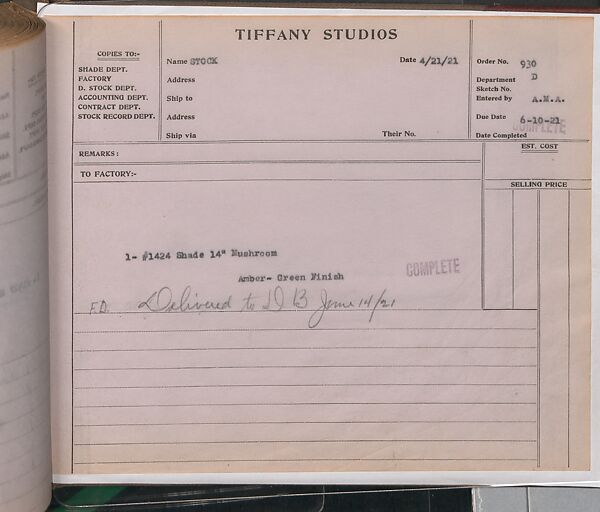 TIFFANY STUDIOS
COPIES TO:-
SHADE DEPT.
FACTORY
D. STOCK DEPT.
ACCOUNTING DEPT.
CONTRACT DEPT.
STOCK RECORD DEPT.
Name STOCK
Date 4/21/21
Address
Ship to
Address
Ship via
Their No.
Order No. 930
Department D
Sketch No.
Entered by A.M.A.
Due Date 6-10-21
COMPLETE
Date Completed
REMARKS:
EST. COST
TO FACTORY:-
SELLING PRICE
1- #1424 Shade 14" Mushroom
Amber- Green Finish
COMPLETE
F.D. Delivered to D B June 14/21